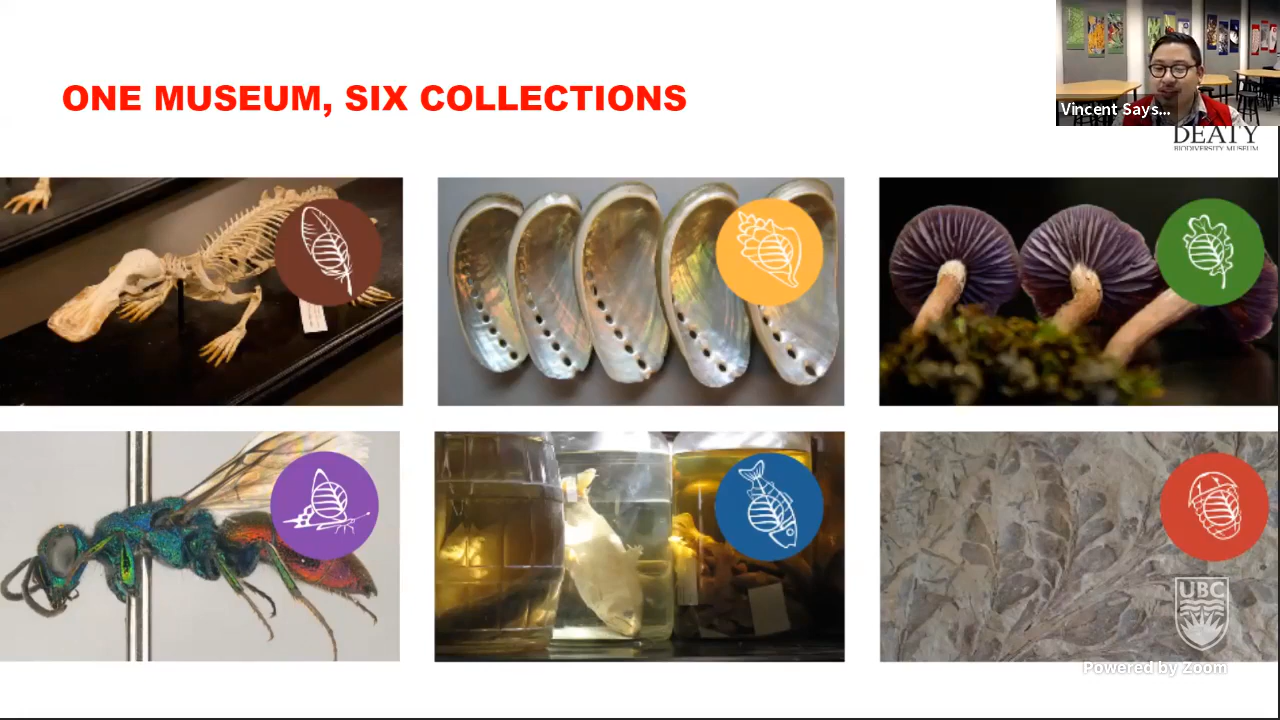 ONE MUSEUM, SIX COLLECTIONS
Vincent Says...
BEATY
BIODIVERSITY MUSEUM
UBC
Powered by Zoom